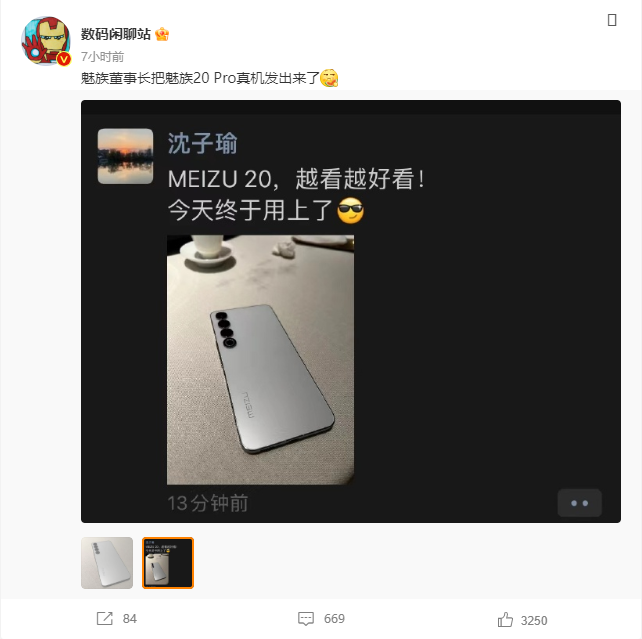 数码闲聊站
7小时前
魅族董事长把魅族20 Pro真机发出来了
沈子瑜
MEIZU 20，越看越好看！
今天终于用上了
MEIZU
13分钟前
84
669
3250